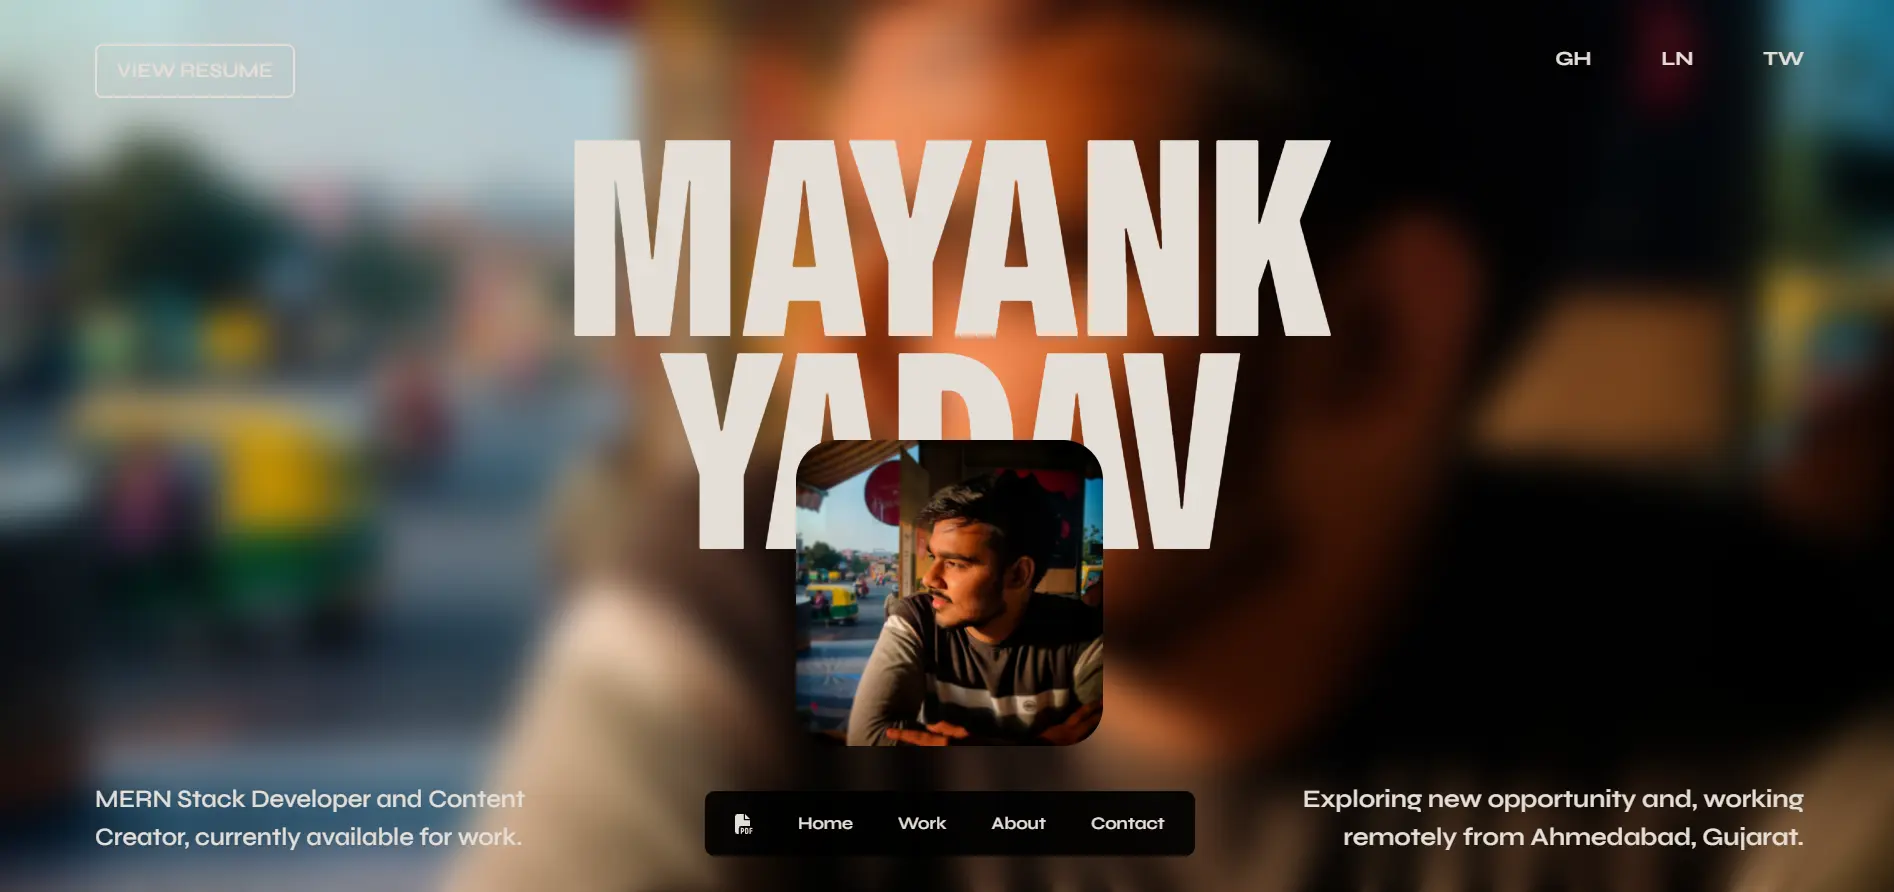 VIEW RESUME
GH LN TW
MAYANK
YADAV
MERN Stack Developer and Content
Creator, currently available for work.
PDF Home Work About Contact
Exploring new opportunity and, working
remotely from Ahmedabad, Gujarat.